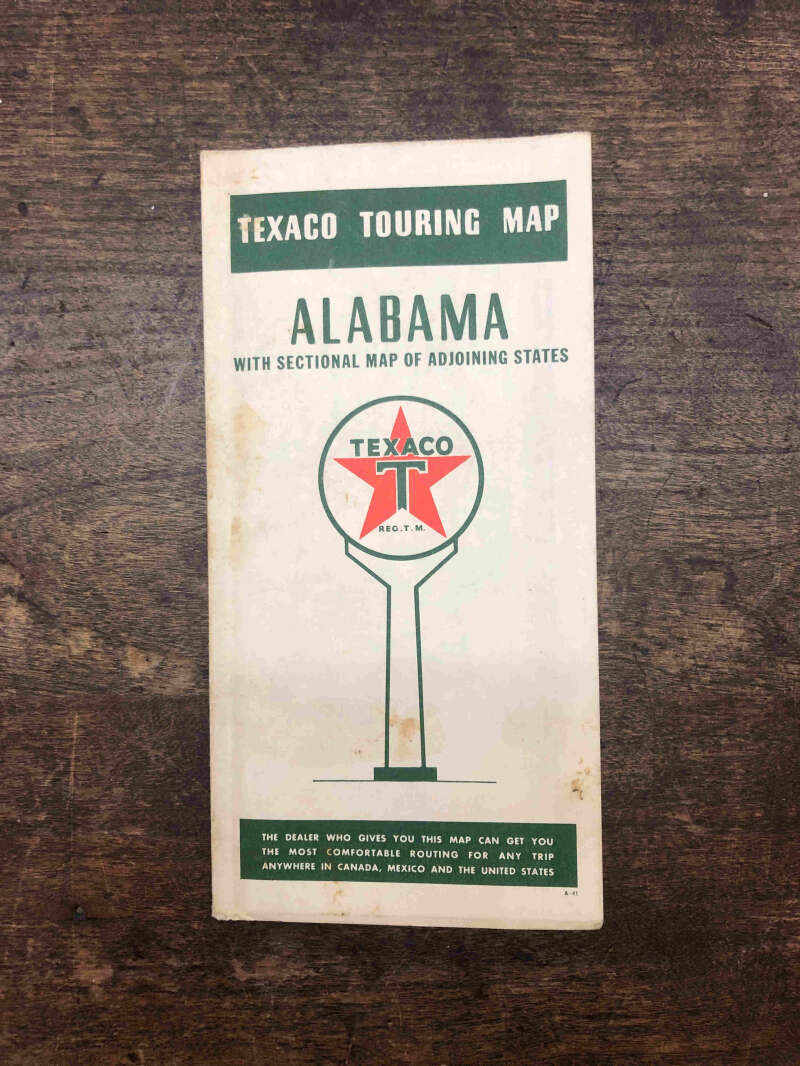 TEXACO TOURING MAP
ALABAMA
WITH SECTIONAL MAP OF ADJOINING STATES
TEXACO
T
REG.T.M.
THE DEALER WHO GIVES YOU THIS MAP CAN GET YOU
THE MOST COMFORTABLE ROUTING FOR ANY TRIP
ANYWHERE IN CANADA, MEXICO AND THE UNITED STATES
A-41